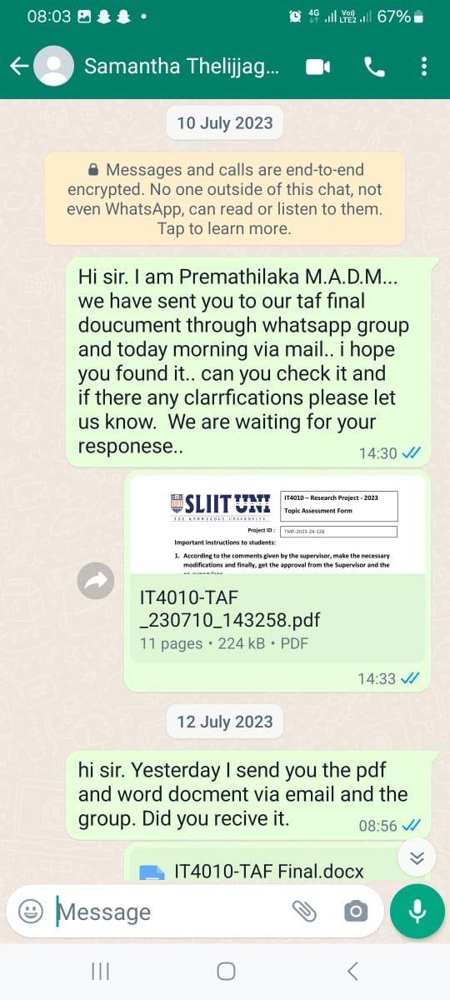 08:03
4G
Vo))
LTE2
67%
Samantha Thelijjag...
10 July 2023
Messages and calls are end-to-end
encrypted. No one outside of this chat, not
even WhatsApp, can read or listen to them.
Tap to learn more.
Hi sir. I am Premathilaka M.A.D.M...
we have sent you to our taf final
doucument through whatsapp group
and today morning via mail.. i hope
you found it.. can you check it and
if there any clarrfications please let
us know. We are waiting for your
responese..
14:30
SLIIT UNI
THE KNOWLEDGE UNIVERSITY
IT4010 – Research Project - 2023
Topic Assessment Form
Project ID :
TMP-2023-24-128
Important instructions to students:
1. According to the comments given by the supervisor, make the necessary
modifications and finally, get the approval from the Supervisor and the
IT4010-TAF
_230710_143258.pdf
11 pages • 224 kB • PDF
14:33
12 July 2023
hi sir. Yesterday I send you the pdf
and word docment via email and the
group. Did you recive it.
08:56
IT4010-TAF Final.docx
Message